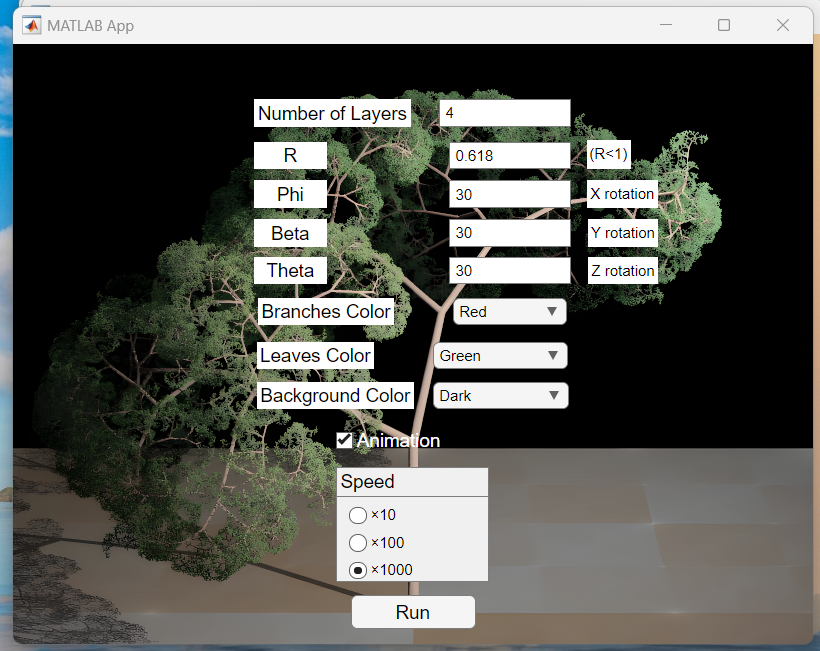 MATLAB App
Number of Layers 4
R 0.618 (R<1)
Phi 30 X rotation
Beta 30 Y rotation
Theta 30 Z rotation
Branches Color Red
Leaves Color Green
Background Color Dark
Animation
Speed
×10
×100
×1000
Run